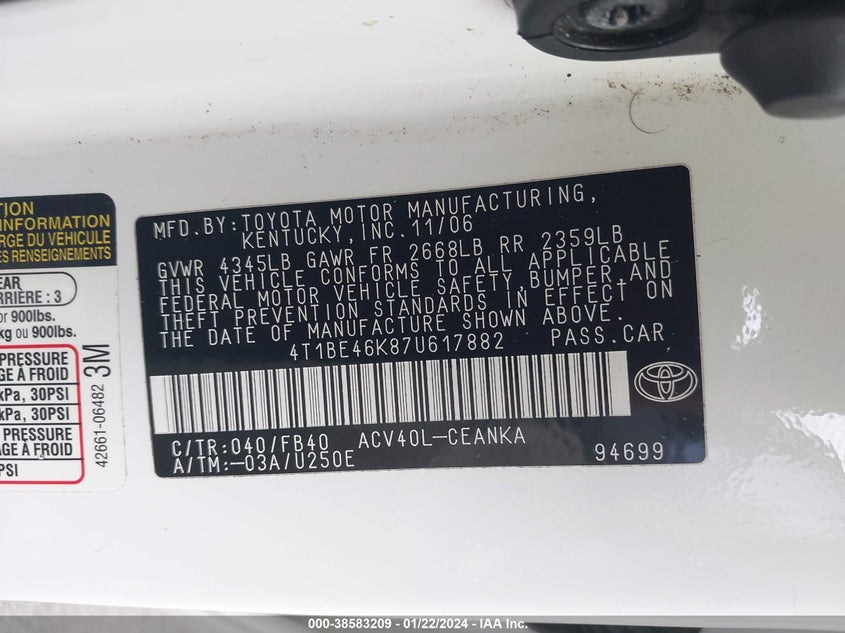 TION
INFORMATION
RGE DU VÉHICULE
ES RENSEIGNEMENTS
EAR
RRIÈRE : 3
or 900lbs.
kg ou 900lbs.
PRESSURE
AGE À FROID
kPa, 30PSI
kPa, 30PSI
PRESSURE
AGE À FROID
PSI
42661-06482 3M
MFD.BY:TOYOTA MOTOR MANUFACTURING,
KENTUCKY,INC.11/06
GVWR 4345LB GAWR FR 2668LB RR 2359LB
THIS VEHICLE CONFORMS TO ALL APPLICABLE
FEDERAL MOTOR VEHICLE SAFETY,BUMPER,AND
THEFT PREVENTION STANDARDS IN EFFECT ON
THE DATE OF MANUFACTURE SHOWN ABOVE.
4T1BE46K87U617882 PASS.CAR
C/TR:040/FB40 ACV40L-CEANKA
A/TM:-03A/U250E 94699
000-38583209 - 01/22/2024 - IAA Inc.